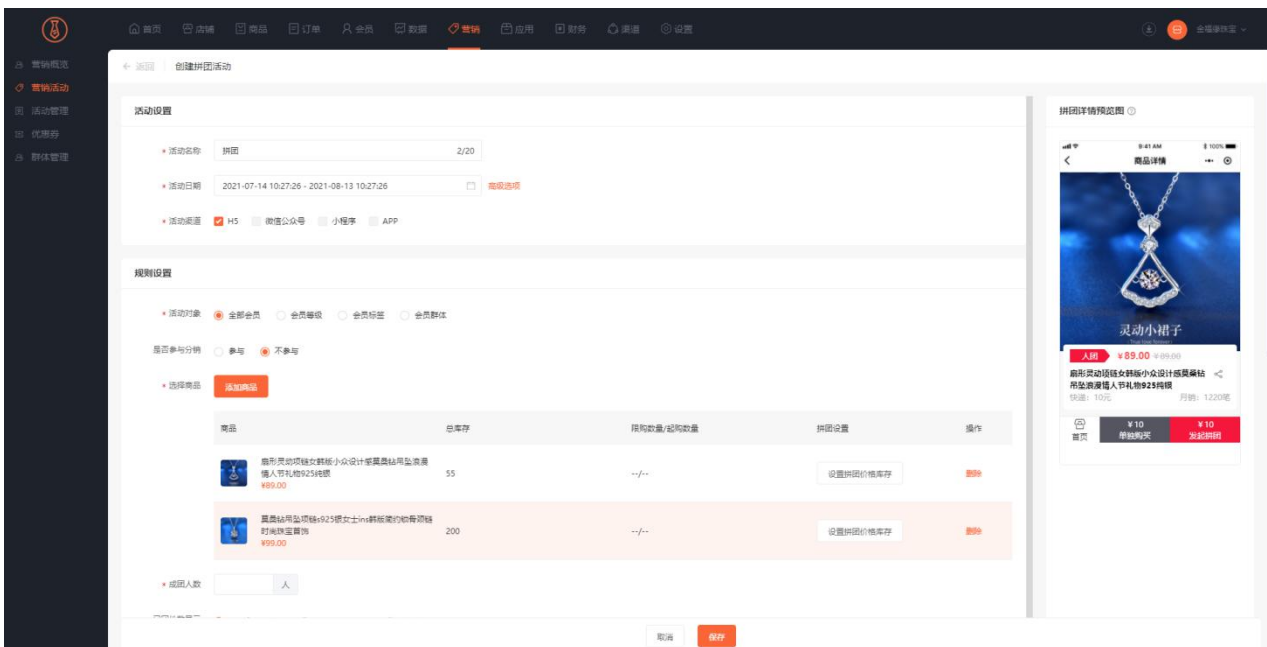 首页 店铺 商品 订单 会员 数据 营销 应用 财务 渠道 设置 金福缘珠宝
营销概览
营销活动
活动管理
优惠券
群体管理
返回 创建拼团活动
活动设置
* 活动名称 拼团 2/20
* 活动日期 2021-07-14 10:27:26 - 2021-08-13 10:27:26 高级选项
* 活动渠道 H5 微信公众号 小程序 APP
规则设置
* 活动对象 全部会员 会员等级 会员标签 会员群体
是否参与分销 参与 不参与
* 选择商品 添加商品
商品 总库存 限购数量/起购数量 拼团设置 操作
扇形灵动项链女韩版小众设计感莫桑钻吊坠浪漫
情人节礼物925纯银
¥89.00
55 --/-- 设置拼团价格库存 删除
莫桑钻吊坠项链s925银女士ins韩版简约锁骨项链
时尚珠宝首饰
¥99.00
200 --/-- 设置拼团价格库存 删除
* 成团人数 人
取消 保存
拼团详情预览图
9:41 AM 100%
商品详情
灵动小裙子
人团 ¥89.00 ¥89.00
扇形灵动项链女韩版小众设计感莫桑钻
吊坠浪漫情人节礼物925纯银
快递:10元 月销:1220笔
首页
¥10
单独购买
¥10
发起拼团